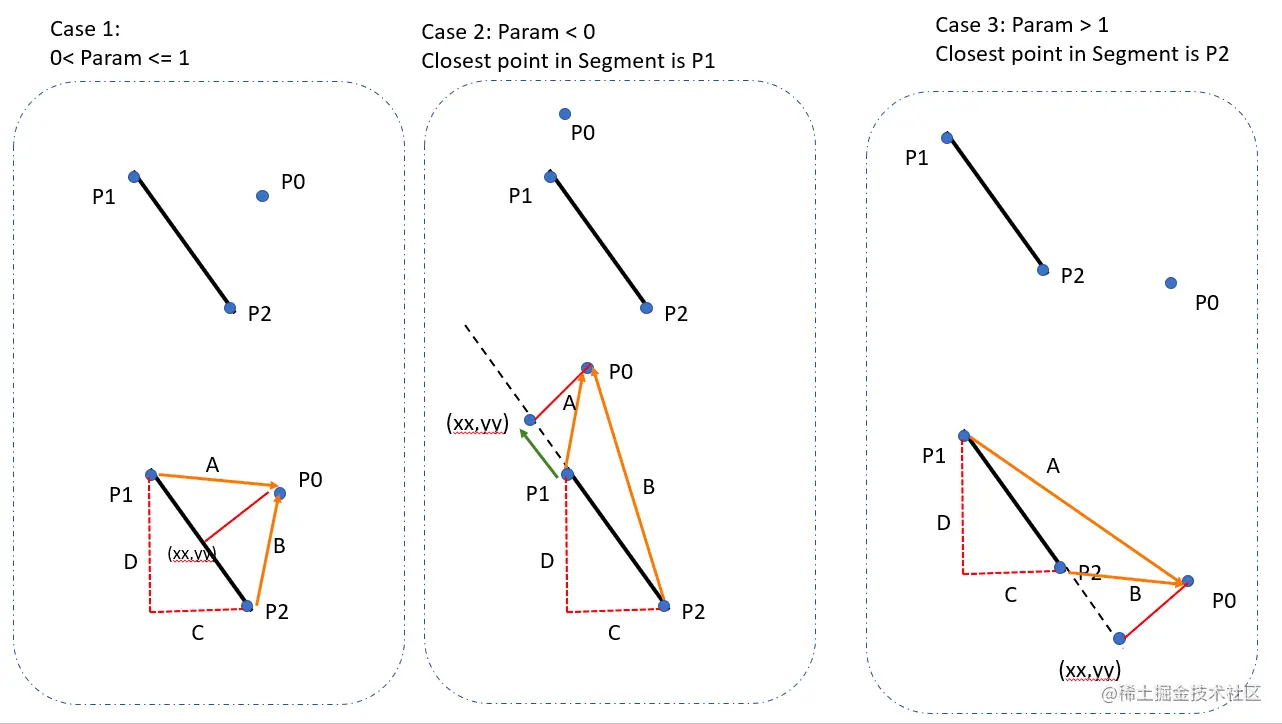 Case 1:
0< Param <= 1
P0
P1
P2
A
P0
P1
(xx,yy)
B
D
P2
C
Case 2: Param < 0
Closest point in Segment is P1
P0
P1
P2
P0
A
(xx,yy)
P1
B
D
P2
C
Case 3: Param > 1
Closest point in Segment is P2
P1
P2
P0
P1
A
D
P2
C
B
P0
(xx,yy)
@稀土掘金技术社区